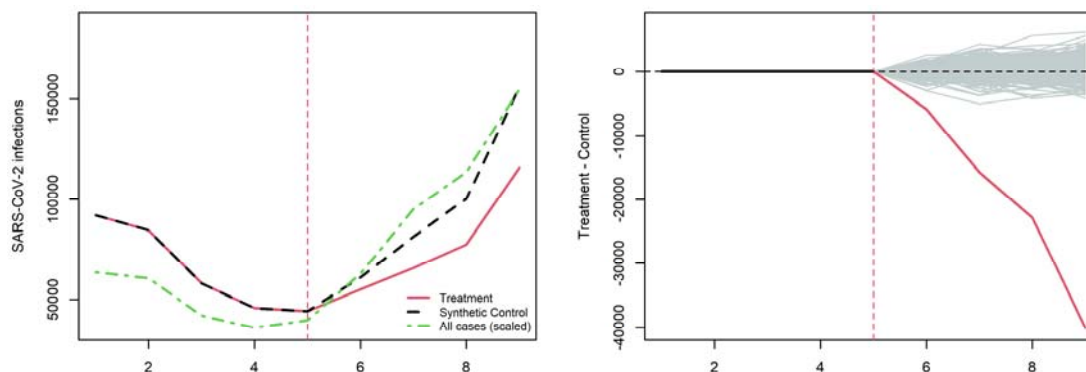 SARS-CoV-2 infections
150000
100000
50000
Treatment
Synthetic Control
All cases (scaled)
2 4 6 8
Treatment - Control
0
-10000
-20000
-30000
-40000
2 4 6 8